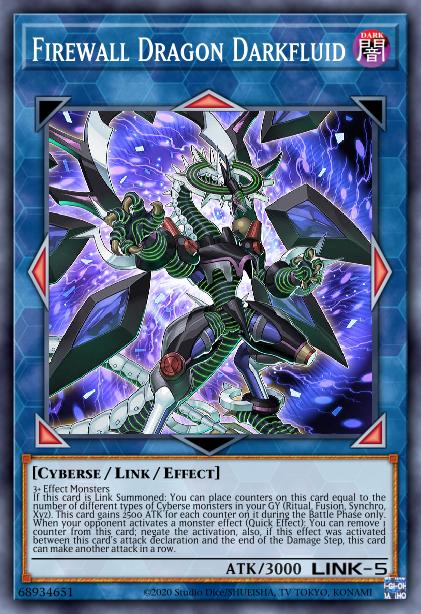 FIREWALL DRAGON DARKFLUID
DARK
闇
[CYBERSE / LINK / EFFECT]
3+ Effect Monsters
If this card is Link Summoned: You can place counters on this card equal to the
number of different types of Cyberse monsters in your GY (Ritual, Fusion, Synchro,
Xyz). This card gains 2500 ATK for each counter on it during the Battle Phase only.
When your opponent activates a monster effect (Quick Effect): You can remove 1
counter from this card; negate the activation, also, if this effect was activated
between this card's attack declaration and the end of the Damage Step, this card
can make another attack in a row.
ATK/3000 LINK-5
68934651 ©2020 Studio Dice/SHUEISHA, TV TOKYO, KONAMI